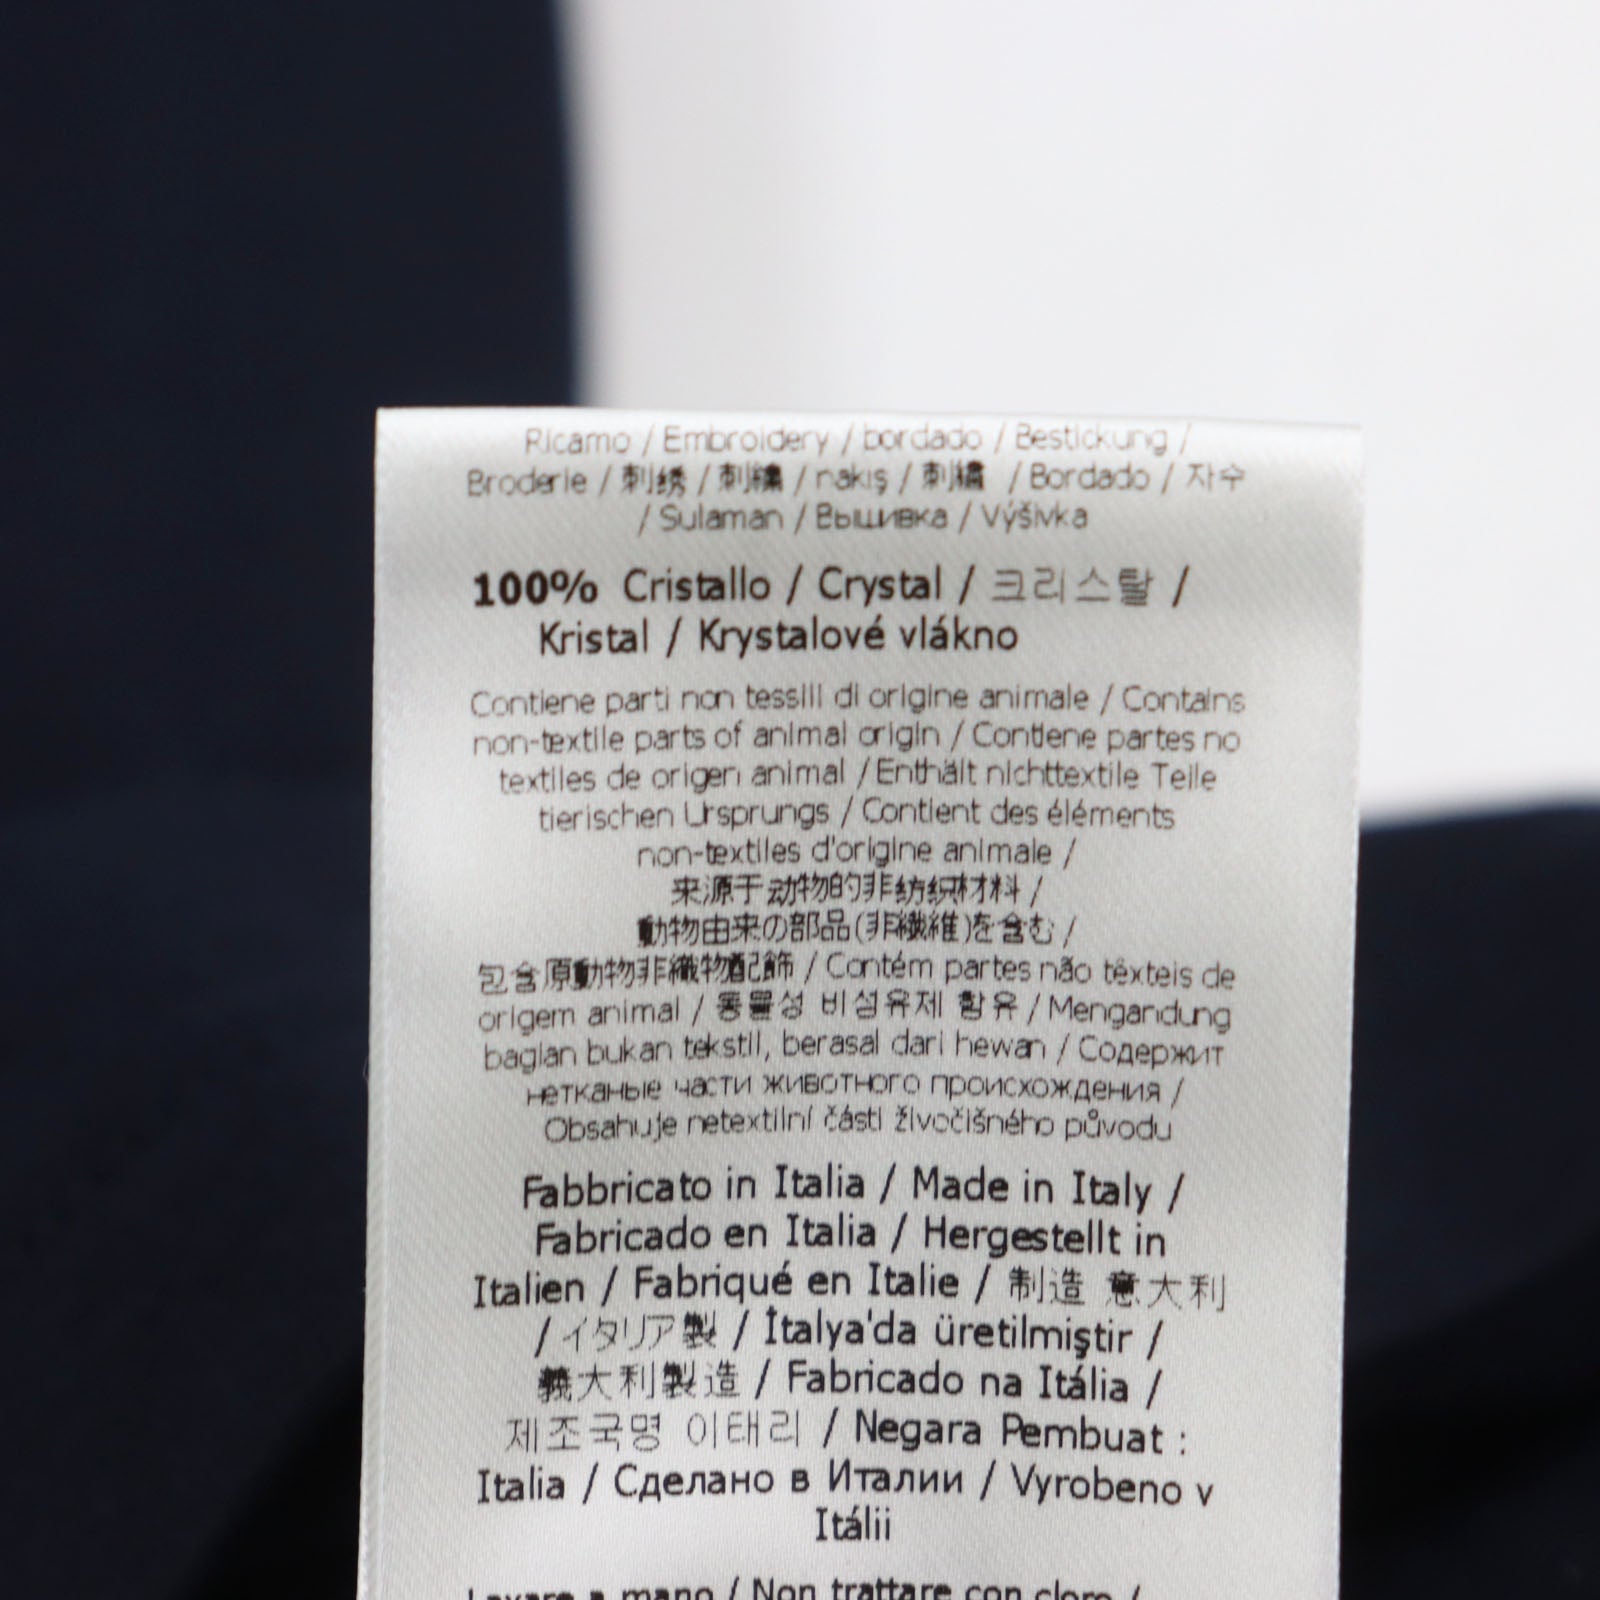 Ricamo / Embroidery / bordado / Bestickung /
Broderie / 刺绣 / 刺繍 / nakış / 刺繡 / Bordado / 자수
/ Sulaman / Вышивка / Výšivka
100% Cristallo / Crystal / 크리스탈 /
Kristal / Krystalové vlákno
Contiene parti non tessili di origine animale / Contains
non-textile parts of animal origin / Contiene partes no
textiles de origen animal / Enthält nichttextile Teile
tierischen Ursprungs / Contient des éléments
non-textiles d'origine animale /
来源于动物的非纺织材料 /
動物由来の部品(非繊維)を含む /
包含原動物非織物配飾 / Contém partes não têxteis de
origem animal / 동물성 비섬유제 함유 / Mengandung
bagian bukan tekstil, berasal dari hewan / Содержит
нетканые части животного происхождения /
Obsahuje netextilní části živočišného původu
Fabbricato in Italia / Made in Italy /
Fabricado en Italia / Hergestellt in
Italien / Fabriqué en Italie / 制造 意大利
/ イタリア製 / İtalya'da üretilmiştir /
義大利製造 / Fabricado na Itália /
제조국명 이태리 / Negara Pembuat :
Italia / Сделано в Италии / Vyrobeno v
Itálii
Lavare a mano / Non trattare con cloro /